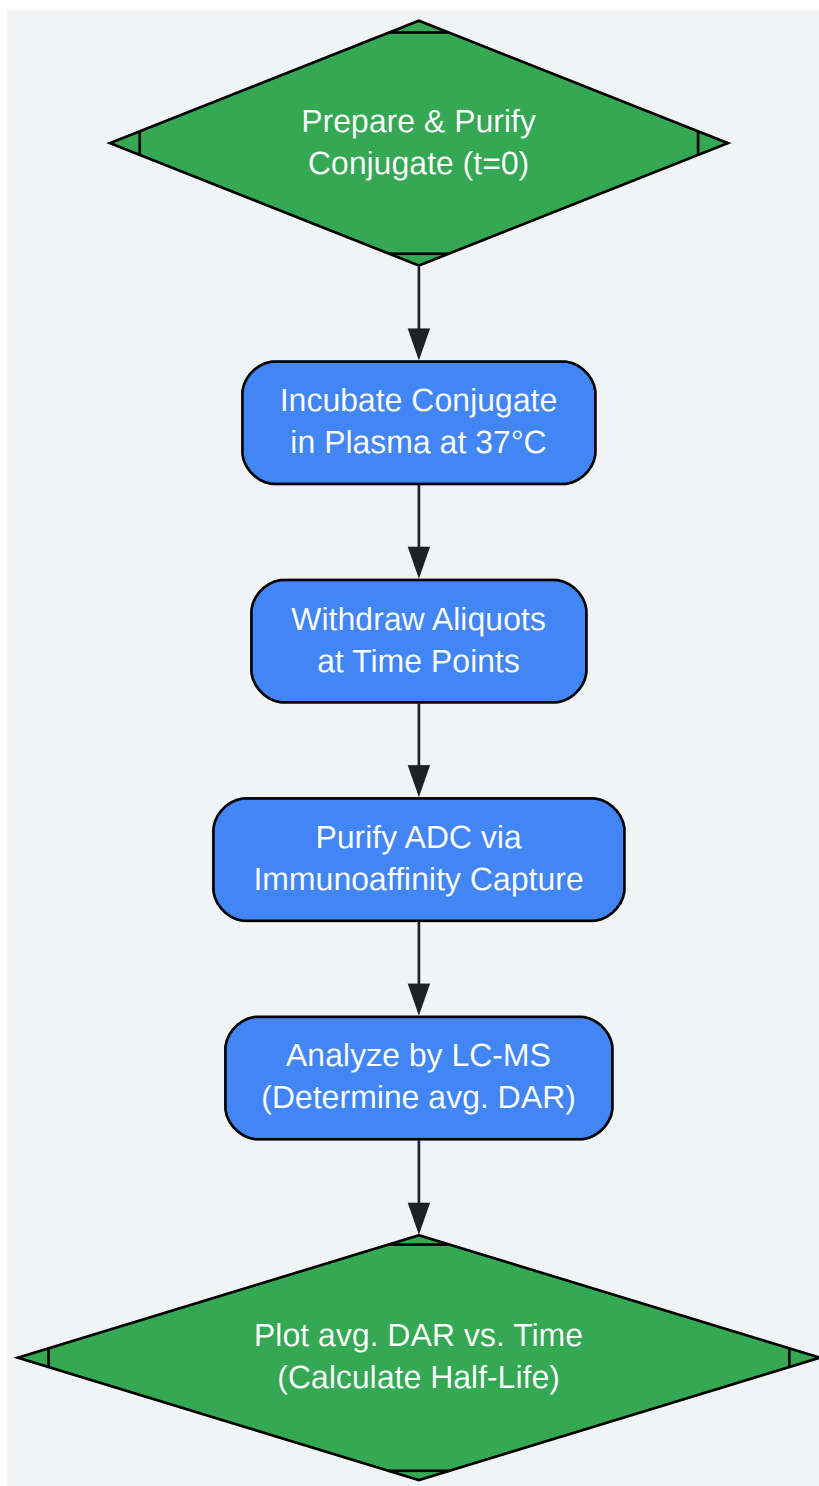 Prepare & Purify
Conjugate (t=0)
Incubate Conjugate
in Plasma at 37°C
Withdraw Aliquots
at Time Points
Purify ADC via
Immunoaffinity Capture
Analyze by LC-MS
(Determine avg. DAR)
Plot avg. DAR vs. Time
(Calculate Half-Life)